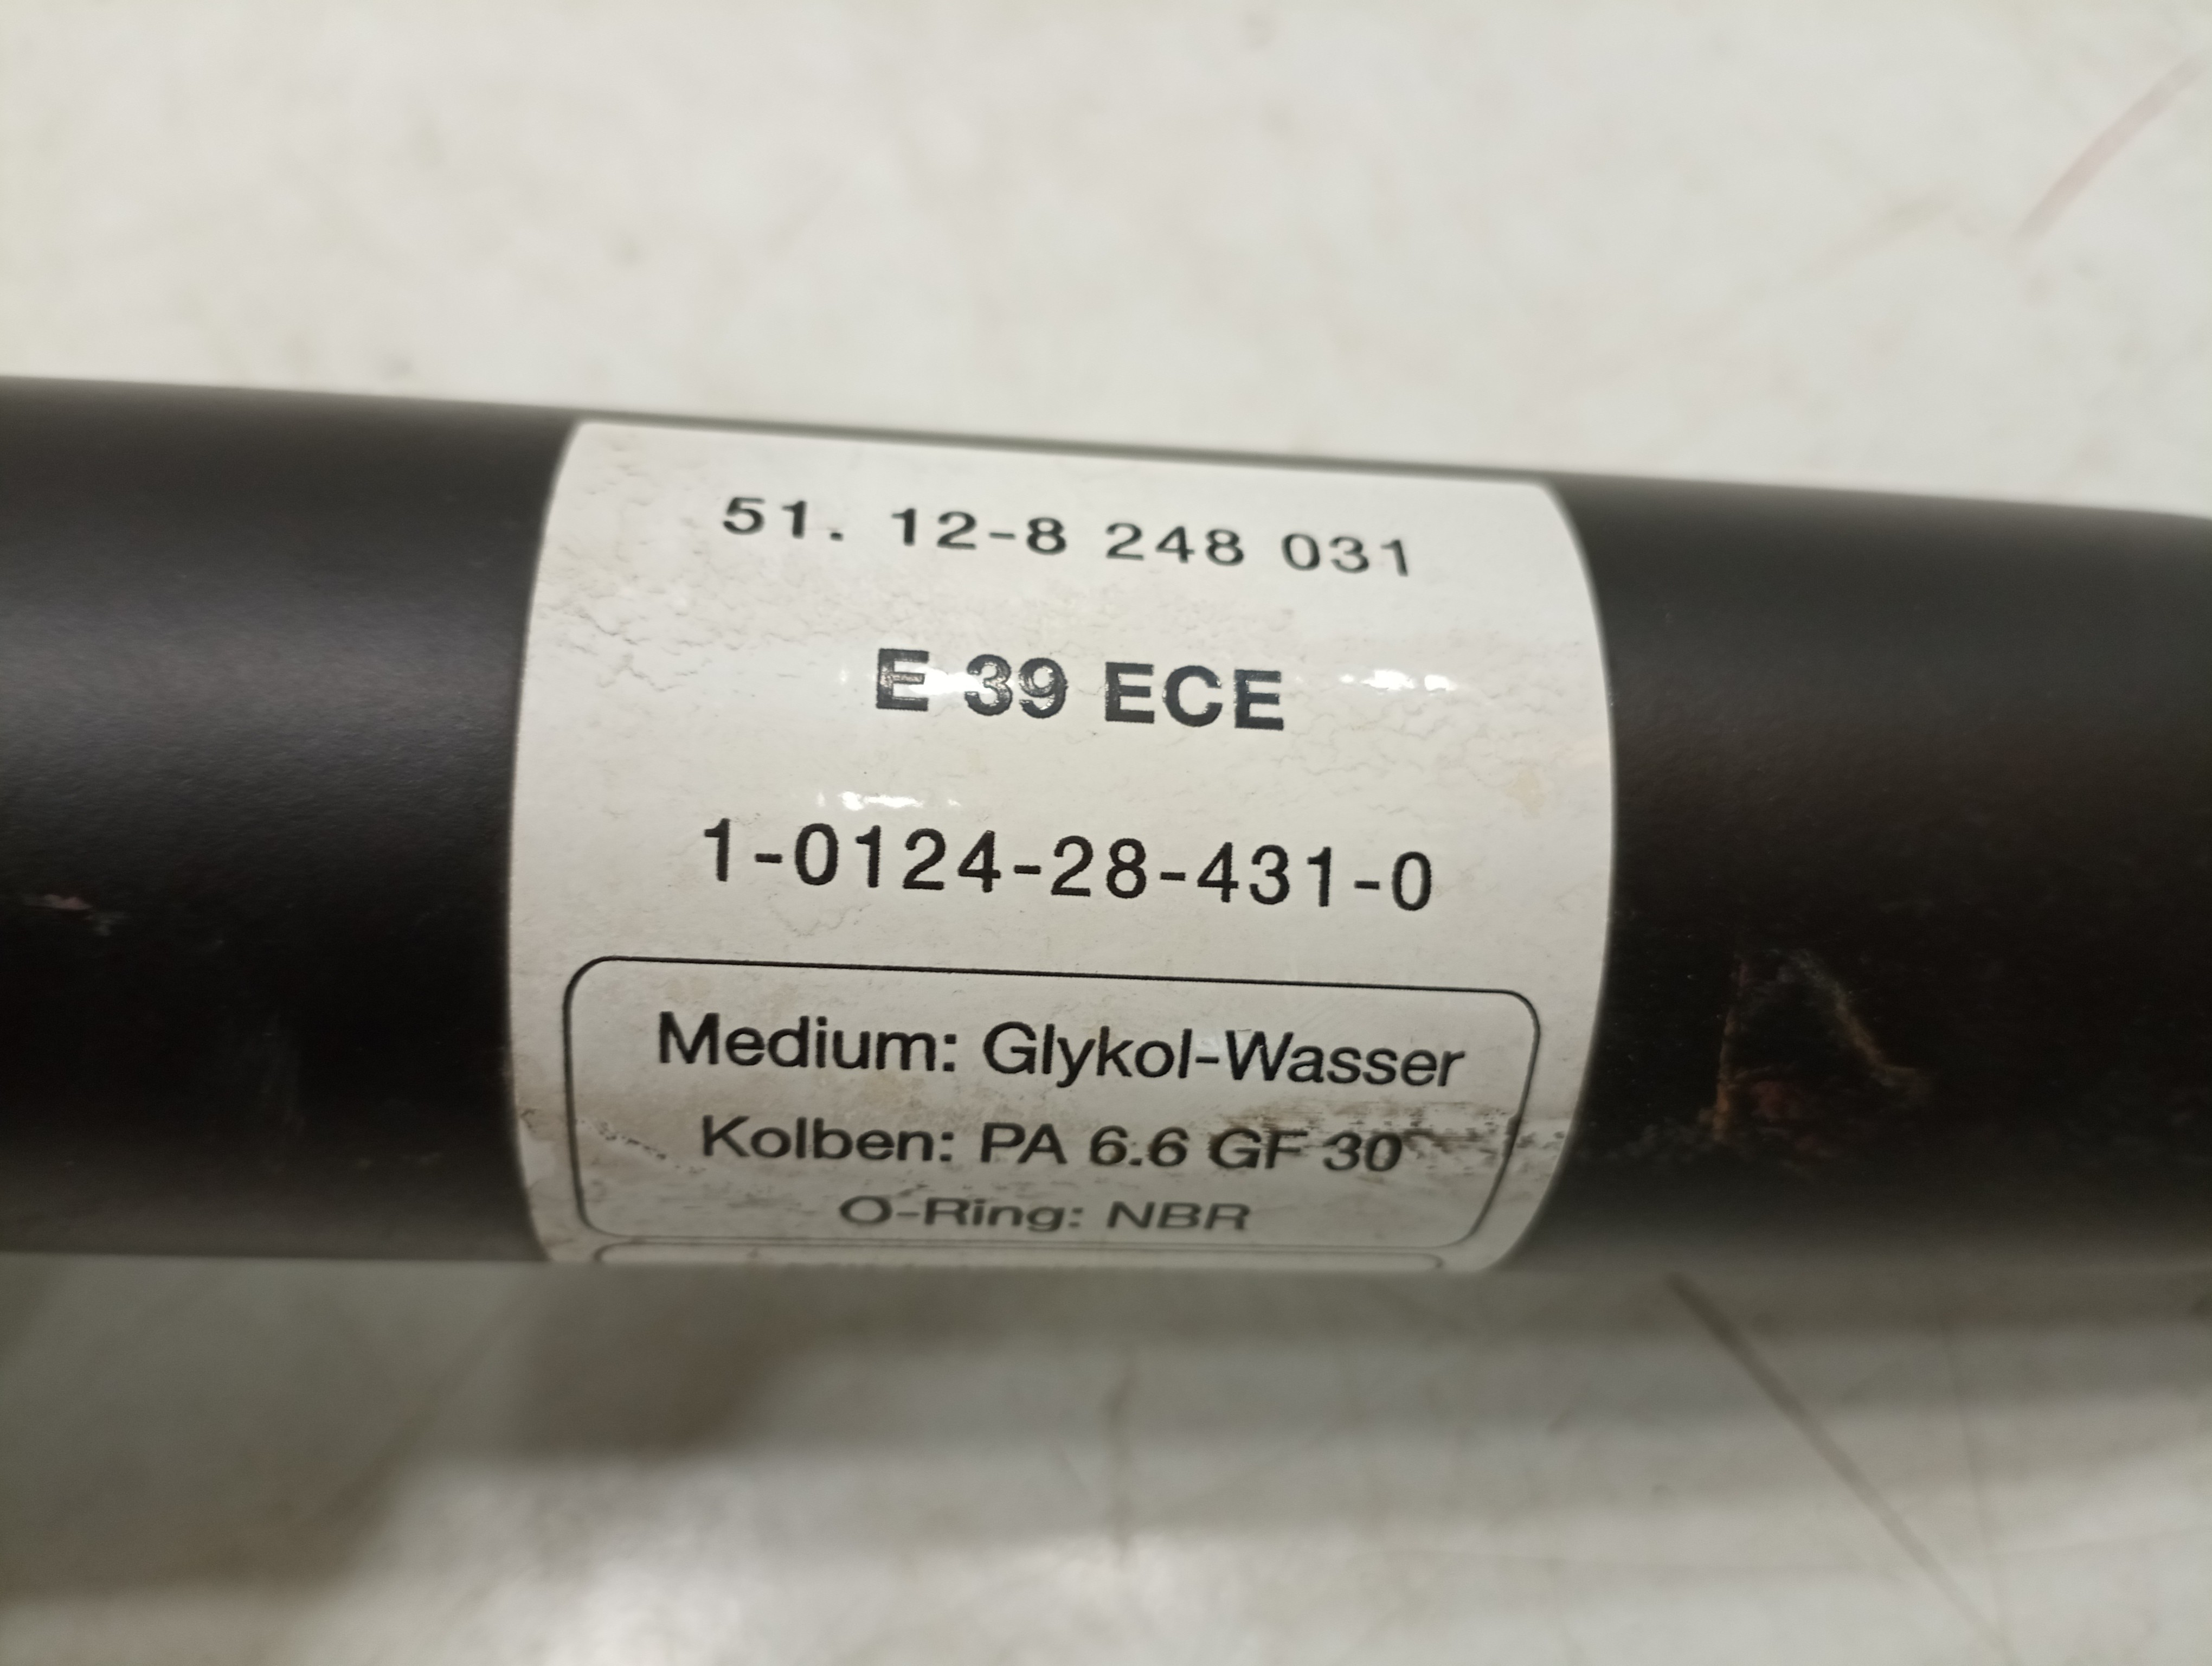 51. 12-8 248 031
E 39 ECE
1-0124-28-431-0
Medium: Glykol-Wasser
Kolben: PA 6.6 GF 30
O-Ring: NBR